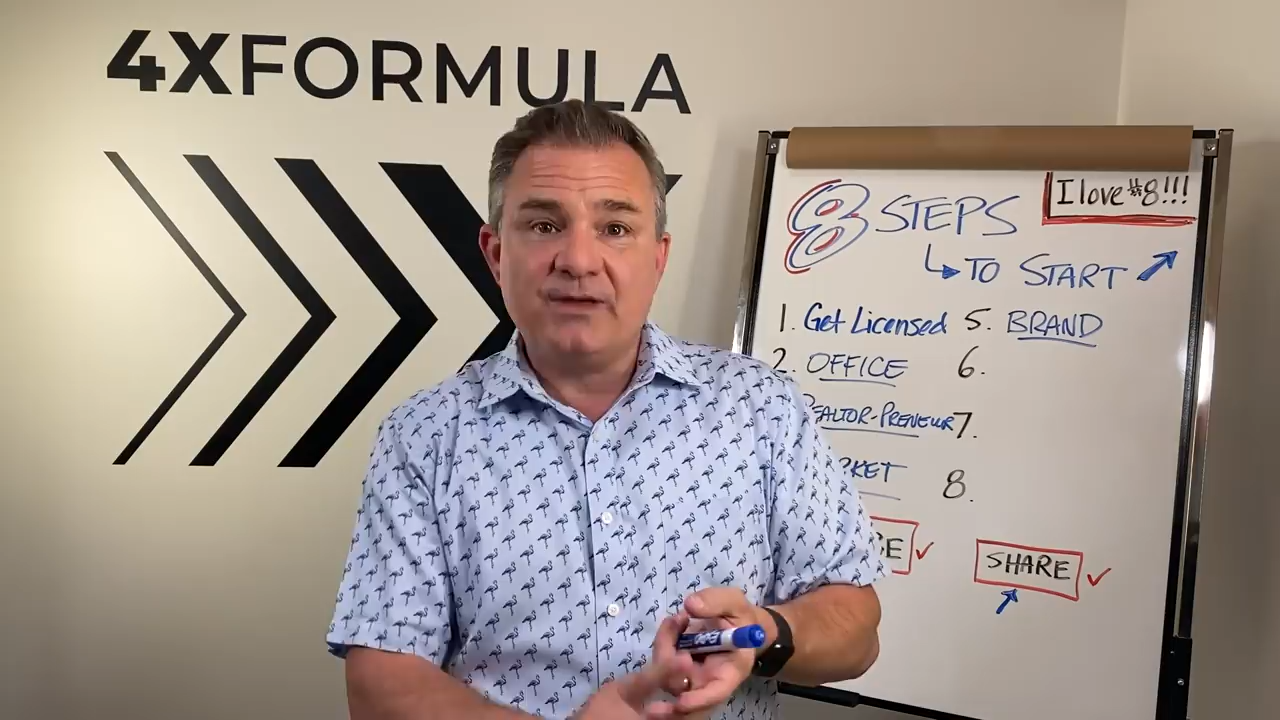 4XFORMULA
I love #8!!!
8 STEPS
TO START
1. Get Licensed
2. OFFICE
5. BRAND
6.
7.
8.
SHARE